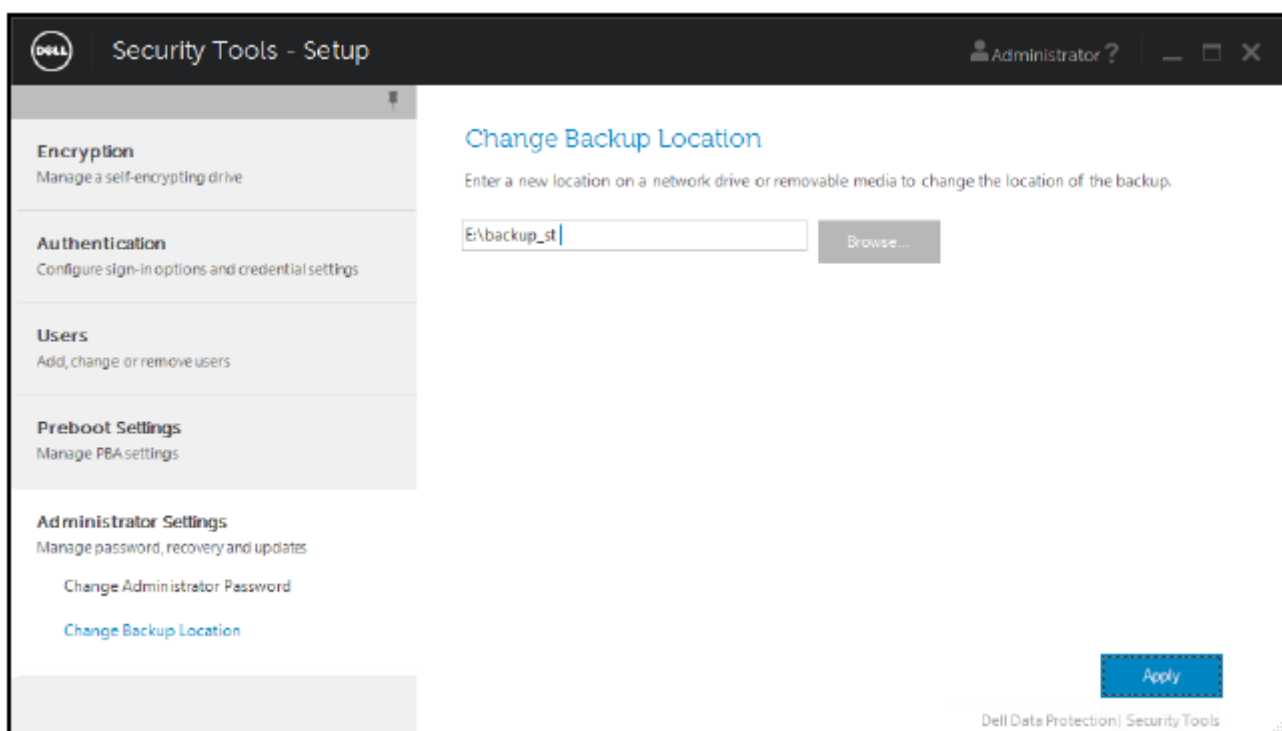 DELL
Security Tools - Setup
Administrator ?
Encryption
Manage a self-encrypting drive
Authentication
Configure sign-in options and credential settings
Users
Add, change or remove users
Preboot Settings
Manage PBA settings
Administrator Settings
Manage password, recovery and updates
Change Administrator Password
Change Backup Location
Change Backup Location
Enter a new location on a network drive or removable media to change the location of the backup.
E:\backup_st
Browse...
Apply
Dell Data Protection | Security Tools